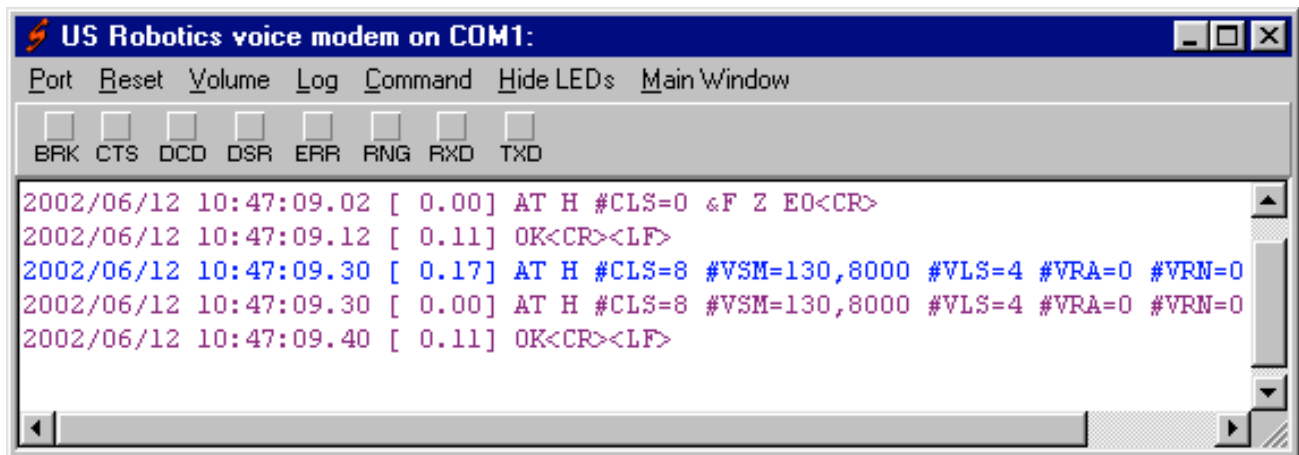 US Robotics voice modem on COM1:
Port Reset Volume Log Command Hide LEDs Main Window
BRK CTS DCD DSR ERR RNG RXD TXD
2002/06/12 10:47:09.02 [ 0.00] AT H #CLS=0 &F Z E0<CR>
2002/06/12 10:47:09.12 [ 0.11] OK<CR><LF>
2002/06/12 10:47:09.30 [ 0.17] AT H #CLS=8 #VSM=130,8000 #VLS=4 #VRA=0 #VRN=0
2002/06/12 10:47:09.30 [ 0.00] AT H #CLS=8 #VSM=130,8000 #VLS=4 #VRA=0 #VRN=0
2002/06/12 10:47:09.40 [ 0.11] OK<CR><LF>